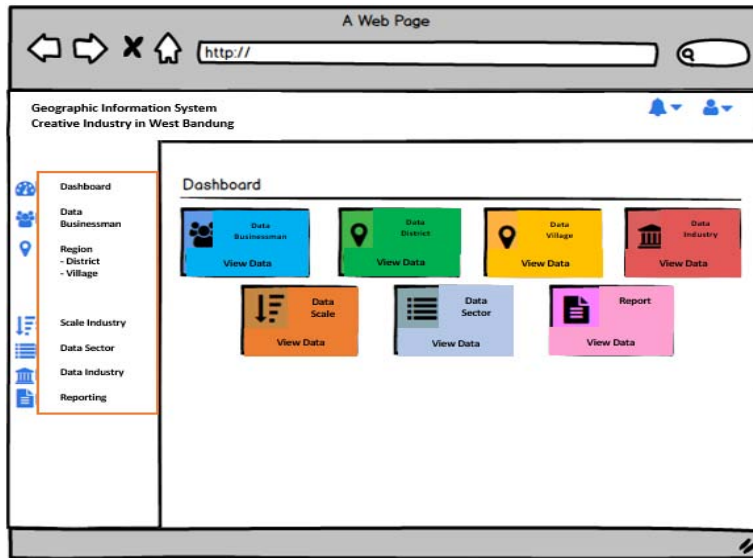 A Web Page
http://
Geographic Information System
Creative Industry in West Bandung
Dashboard
Data
Businessman
Region
- District
- Village
Scale Industry
Data Sector
Data Industry
Reporting
Dashboard
Data
Businessman
View Data
Data
District
View Data
Data
Village
View Data
Data
Industry
View Data
Data
Scale
View Data
Data
Sector
View Data
Report
View Data